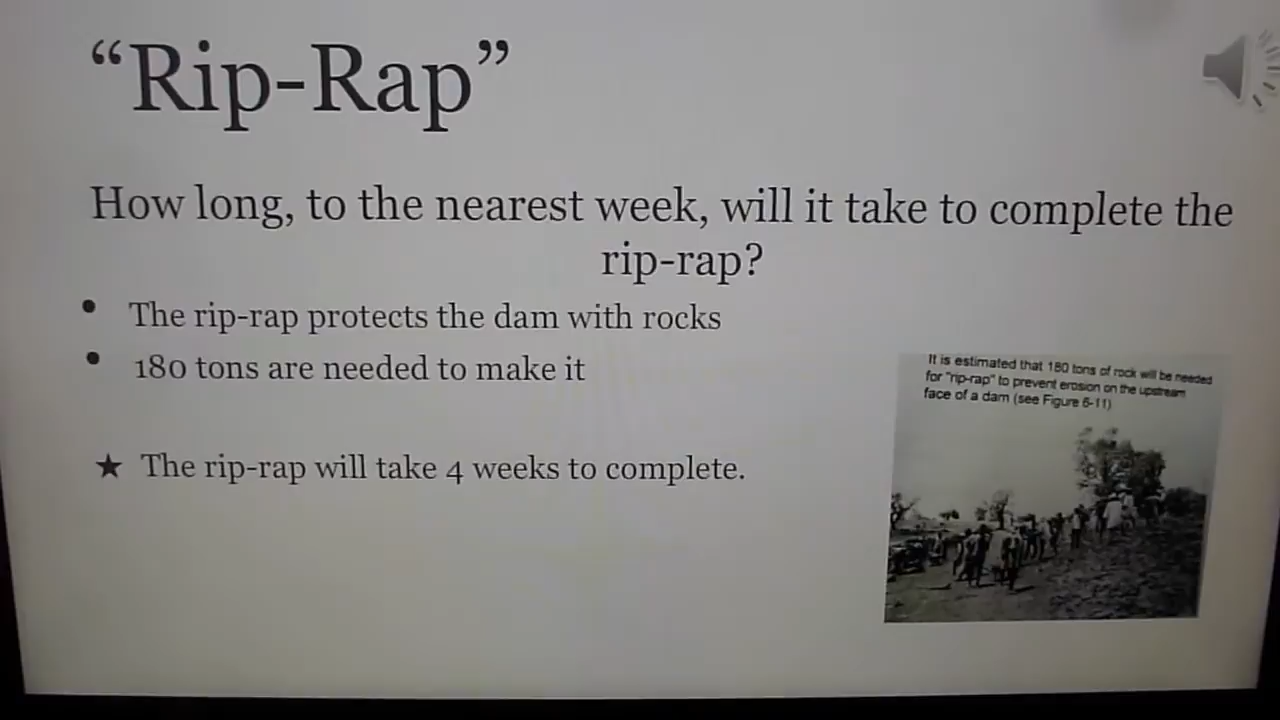 “Rip-Rap”
How long, to the nearest week, will it take to complete the
rip-rap?
• The rip-rap protects the dam with rocks
• 180 tons are needed to make it
★ The rip-rap will take 4 weeks to complete.
It is estimated that 180 tons of rock will be needed
for "rip-rap" to prevent erosion on the upstream
face of a dam (see Figure 6-11)